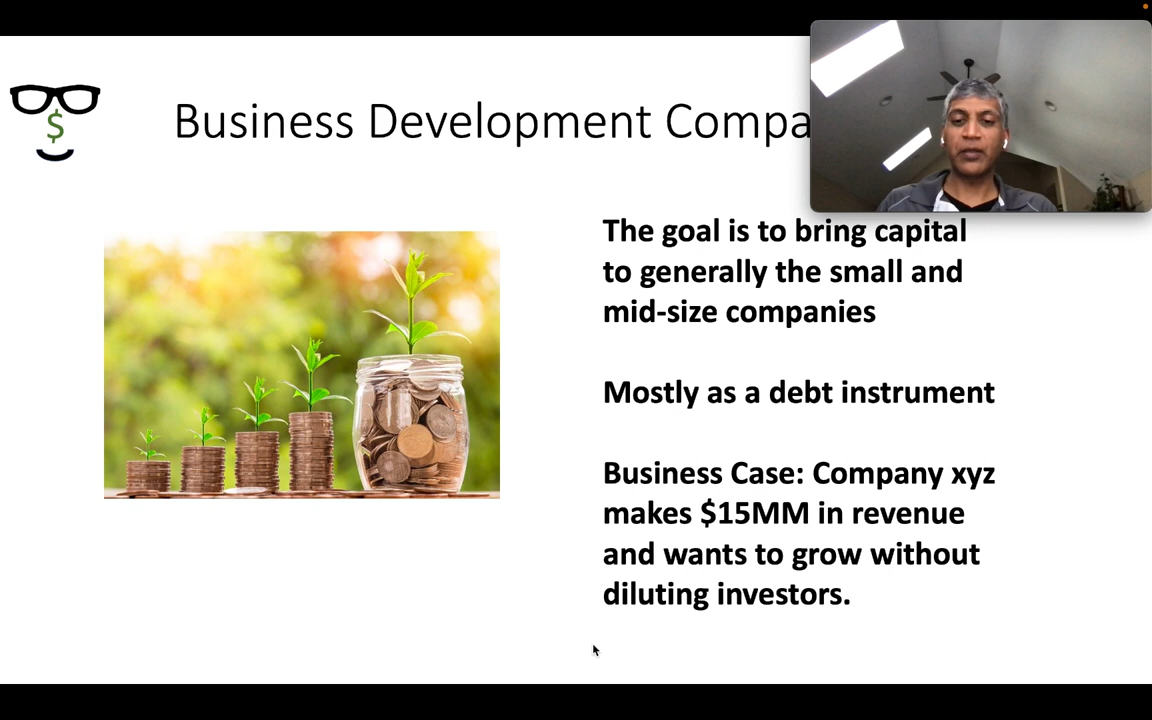 Business Development Compa
$
The goal is to bring capital
to generally the small and
mid-size companies
Mostly as a debt instrument
Business Case: Company xyz
makes $15MM in revenue
and wants to grow without
diluting investors.